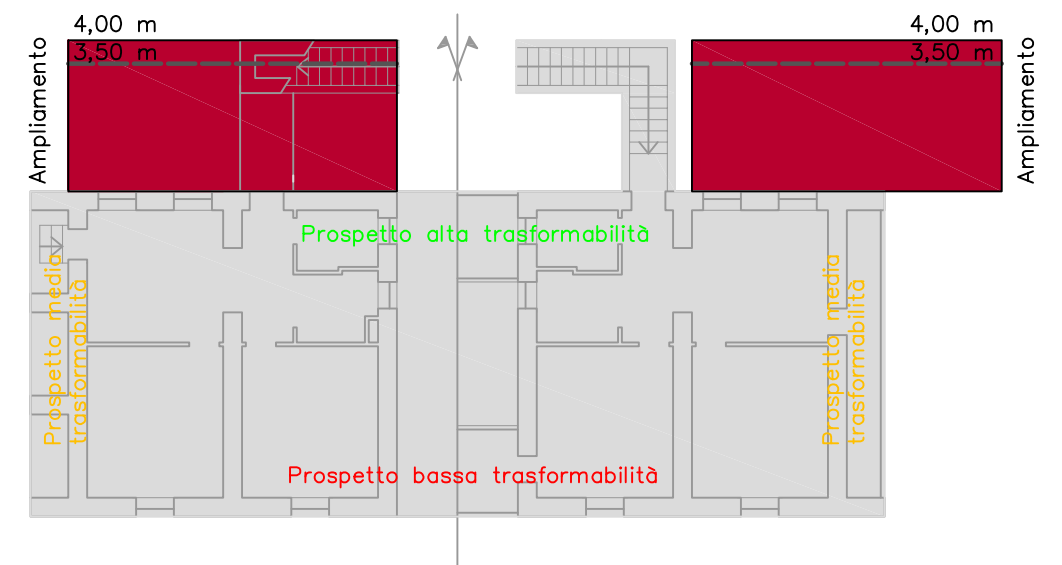 4,00 m
4,00 m
3,50 m
3,50 m
Ampliamento
Ampliamento
Prospetto alta trasformabilità
Prospetto media
trasformabilità
Prospetto media
trasformabilità
Prospetto bassa trasformabilità